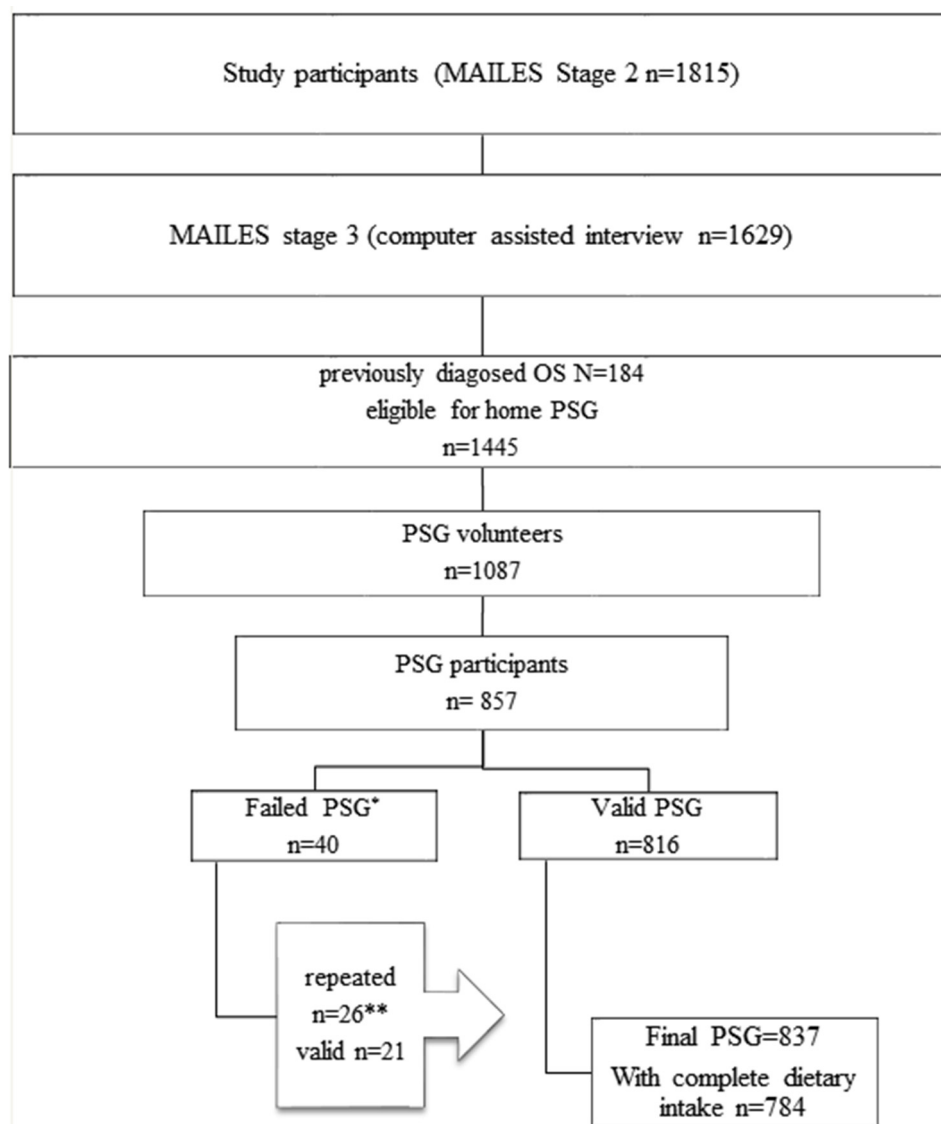 Study participants (MAILES Stage 2 n=1815)
MAILES stage 3 (computer assisted interview n=1629)
previously diagosed OS N=184
eligible for home PSG
n=1445
PSG volunteers
n=1087
PSG participants
n= 857
Failed PSG*
n=40
Valid PSG
n=816
repeated
n=26**
valid n=21
Final PSG=837
With complete dietary
intake n=784